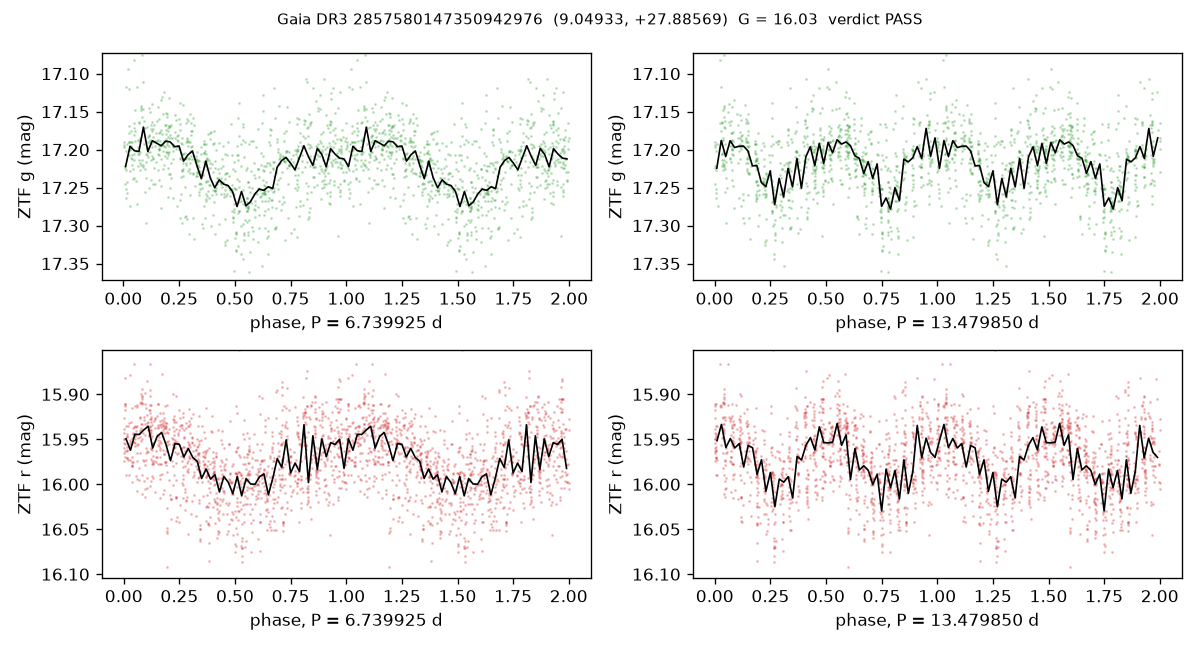 Gaia DR3 2857580147350942976 (9.04933, +27.88569) G = 16.03 verdict PASS
ZTF g (mag)
17.10
17.15
17.20
17.25
17.30
17.35
0.00 0.25 0.50 0.75 1.00 1.25 1.50 1.75 2.00
phase, P = 6.739925 d
ZTF g (mag)
17.10
17.15
17.20
17.25
17.30
17.35
0.00 0.25 0.50 0.75 1.00 1.25 1.50 1.75 2.00
phase, P = 13.479850 d
ZTF r (mag)
15.90
15.95
16.00
16.05
16.10
0.00 0.25 0.50 0.75 1.00 1.25 1.50 1.75 2.00
phase, P = 6.739925 d
ZTF r (mag)
15.90
15.95
16.00
16.05
16.10
0.00 0.25 0.50 0.75 1.00 1.25 1.50 1.75 2.00
phase, P = 13.479850 d